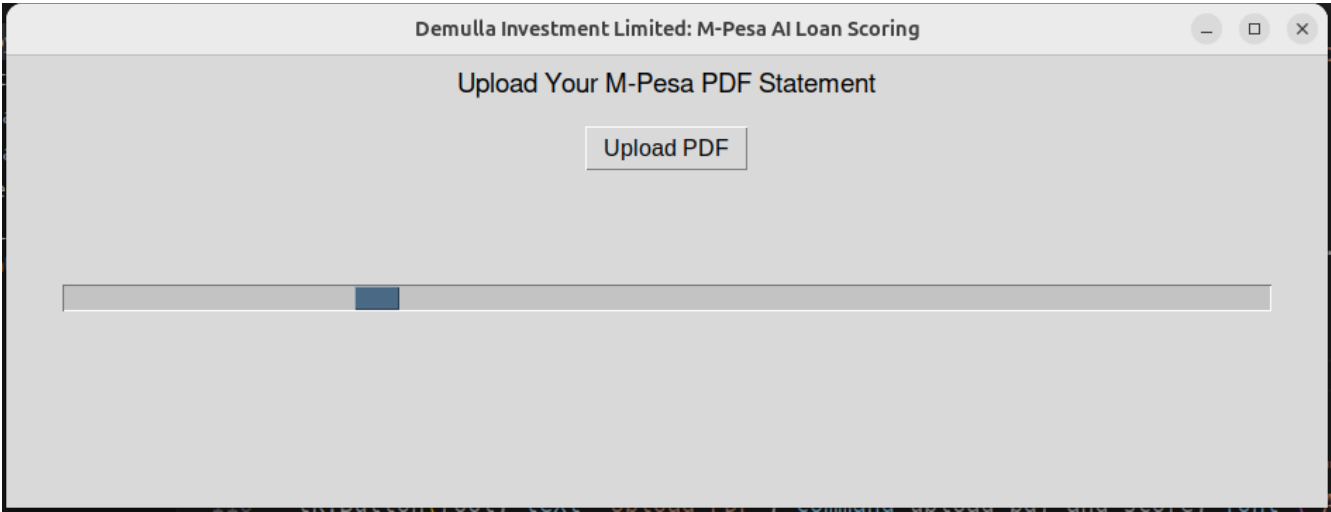 Demulla Investment Limited: M-Pesa AI Loan Scoring
Upload Your M-Pesa PDF Statement
Upload PDF